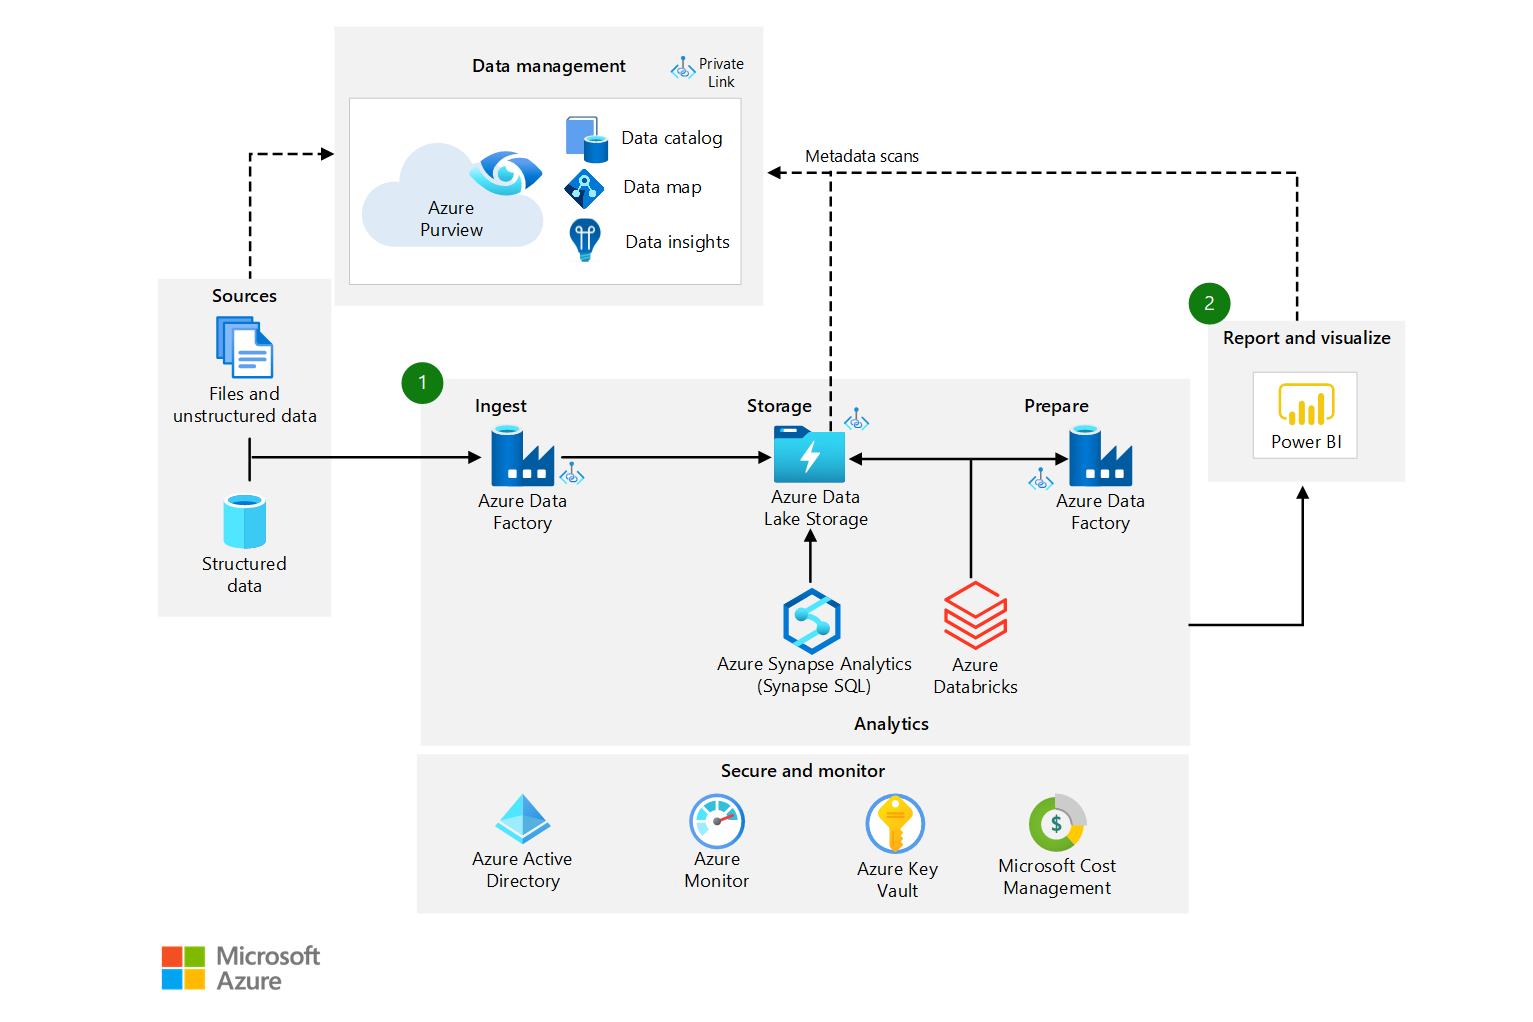 Data management
Private
Link
Data catalog
Data map
Data insights
Azure
Purview
Metadata scans
Sources
Files and
unstructured data
Structured
data
1
Ingest
Azure Data
Factory
Storage
Azure Data
Lake Storage
Prepare
Azure Data
Factory
Azure Synapse Analytics
(Synapse SQL)
Azure
Databricks
Analytics
2
Report and visualize
Power BI
Secure and monitor
Azure Active
Directory
Azure
Monitor
Azure Key
Vault
$
Microsoft Cost
Management
Microsoft
Azure